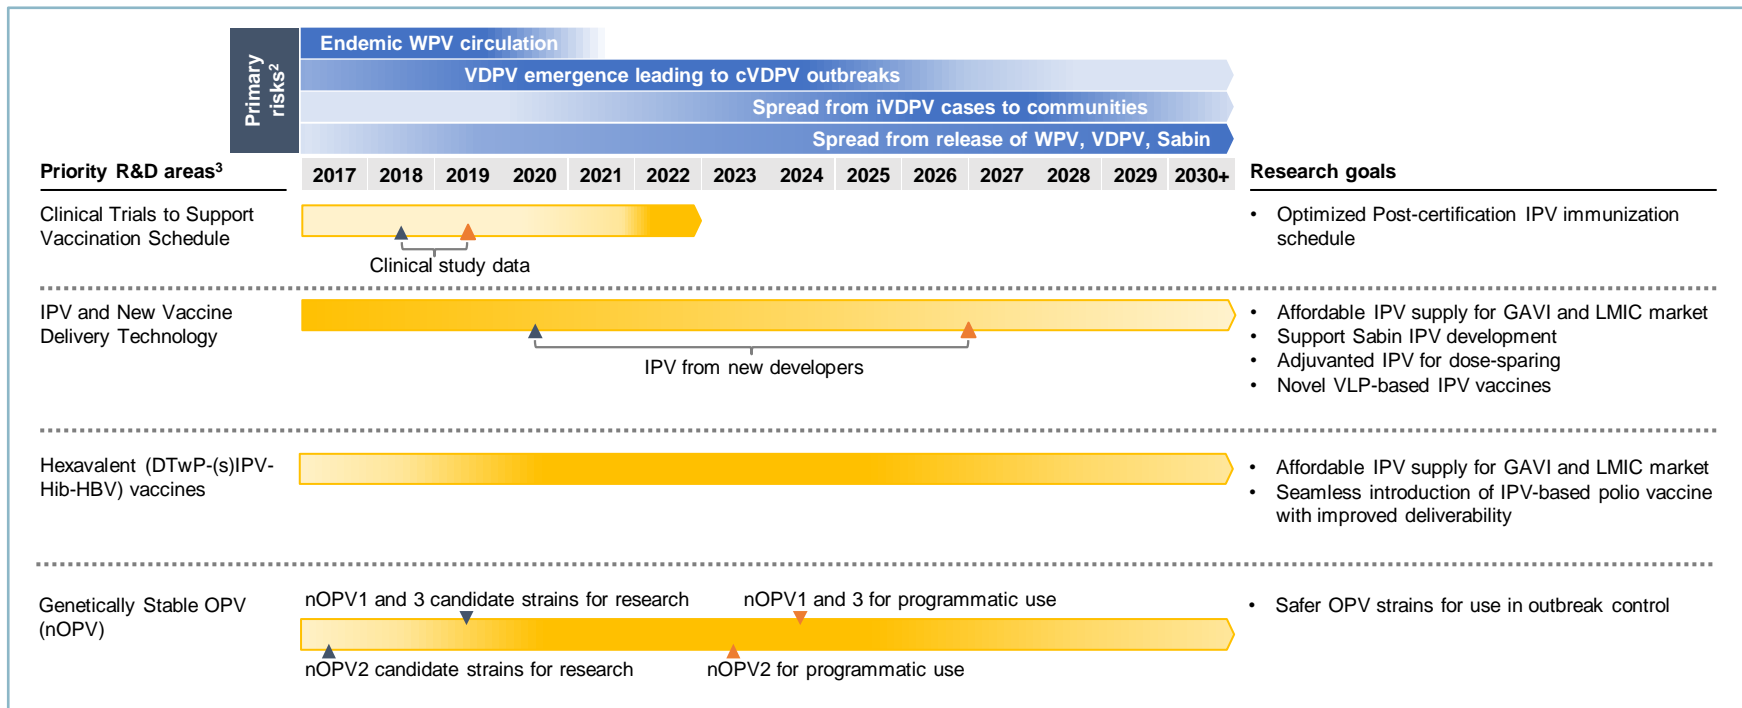 Primary
risks2
Endemic WPV circulation
VDPV emergence leading to cVDPV outbreaks
Spread from iVDPV cases to communities
Spread from release of WPV, VDPV, Sabin
Priority R&D areas3
2017 2018 2019 2020 2021 2022 2023 2024 2025 2026 2027 2028 2029 2030+
Research goals
Clinical Trials to Support
Vaccination Schedule
Clinical study data
• Optimized Post-certification IPV immunization
schedule
IPV and New Vaccine
Delivery Technology
IPV from new developers
• Affordable IPV supply for GAVI and LMIC market
• Support Sabin IPV development
• Adjuvanted IPV for dose-sparing
• Novel VLP-based IPV vaccines
Hexavalent (DTwP-(s)IPV-
Hib-HBV) vaccines
• Affordable IPV supply for GAVI and LMIC market
• Seamless introduction of IPV-based polio vaccine
with improved deliverability
Genetically Stable OPV
(nOPV)
nOPV1 and 3 candidate strains for research
nOPV1 and 3 for programmatic use
nOPV2 candidate strains for research
nOPV2 for programmatic use
• Safer OPV strains for use in outbreak control